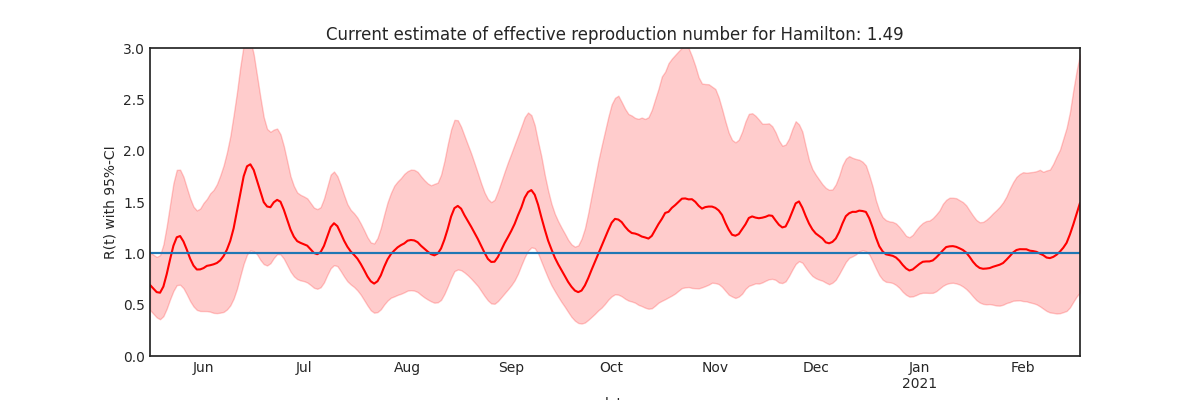 Current estimate of effective reproduction number for Hamilton: 1.49
R(t) with 95%-CI
3.0
2.5
2.0
1.5
1.0
0.5
0.0
Jun Jul Aug Sep Oct Nov Dec Jan Feb
2021